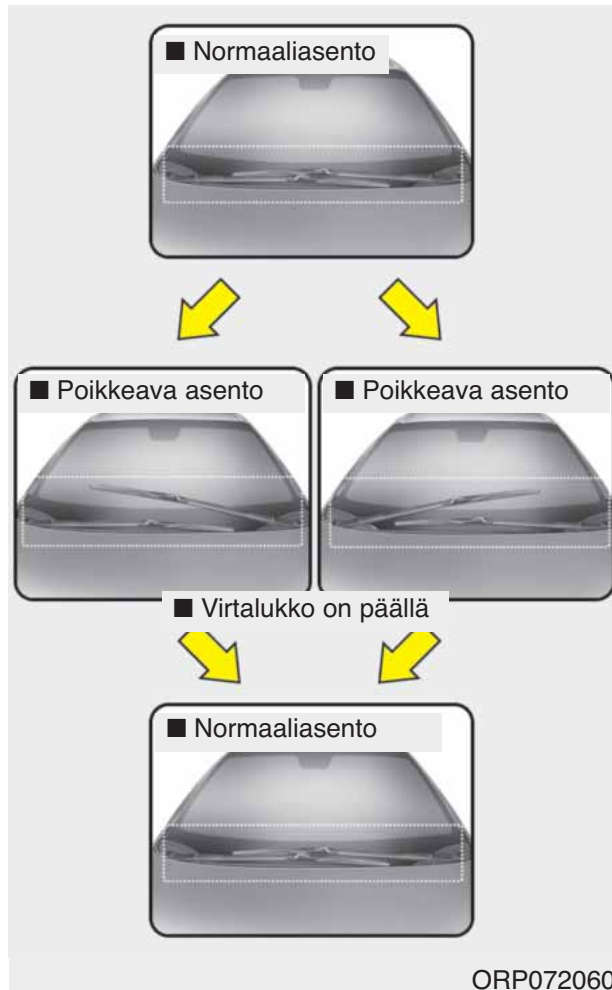 ■ Normaaliasento
■ Poikkeava asento
■ Poikkeava asento
■ Virtalukko on päällä
■ Normaaliasento
ORP072060